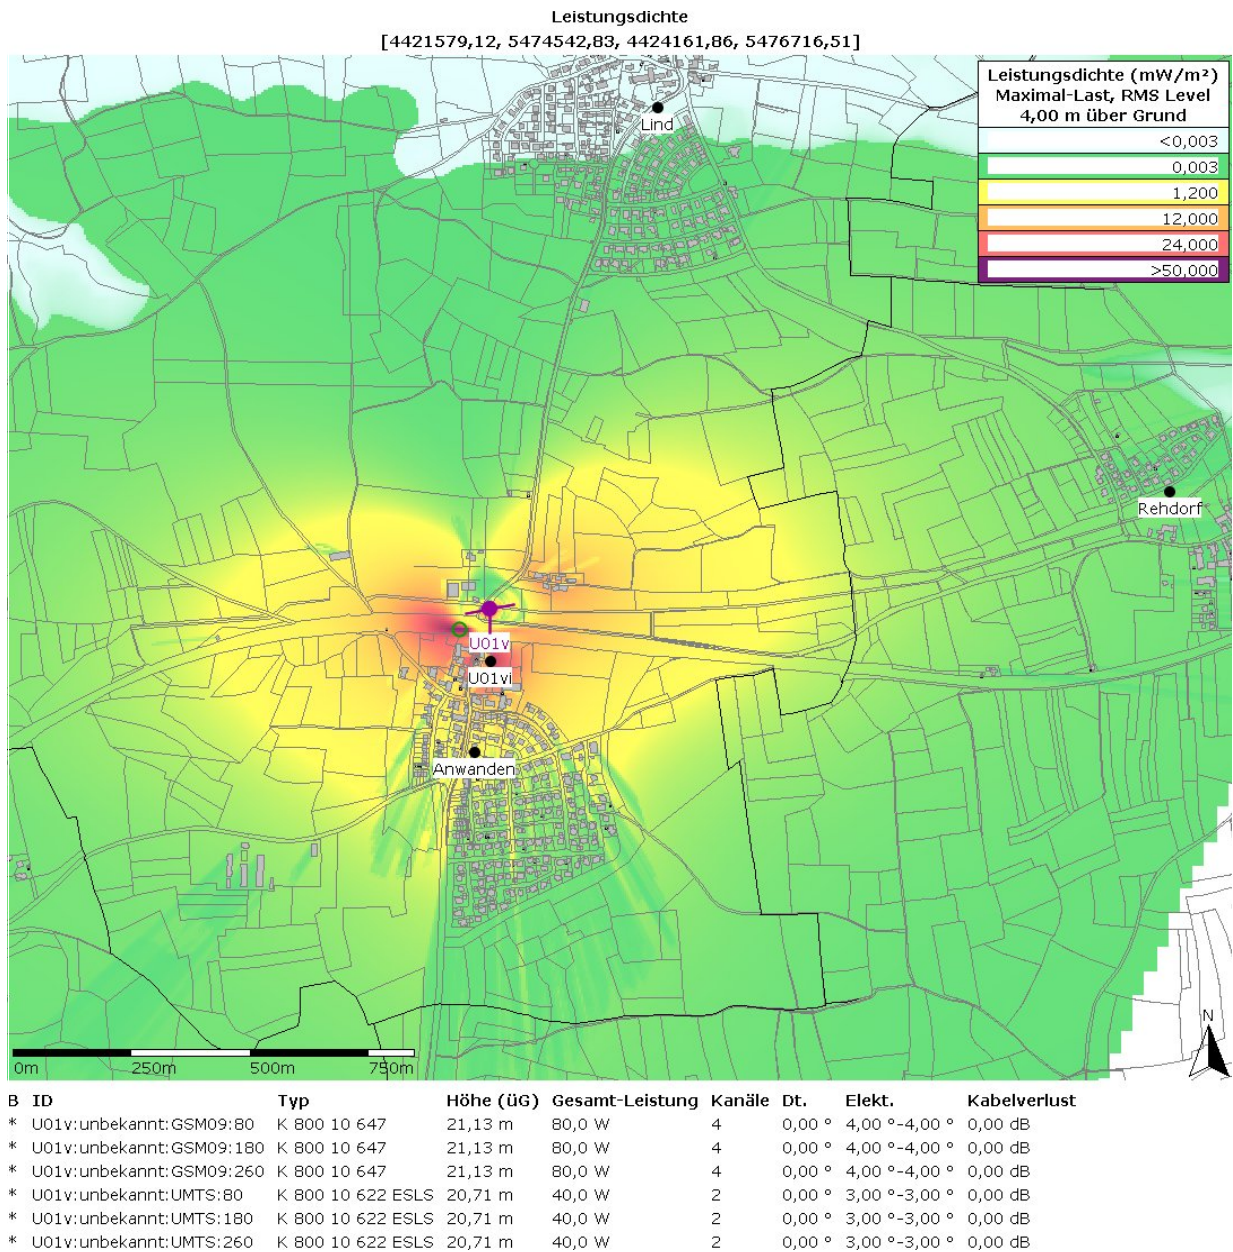 Leistungsdichte
[4421579,12, 5474542,83, 4424161,86, 5476716,51]
Leistungsdichte (mW/m²)
Maximal-Last, RMS Level
4,00 m über Grund
<0,003
0,003
1,200
12,000
24,000
>50,000
Lind
Rehdorf
U01v
U01vi
Anwanden
N
0m 250m 500m 750m
B ID Typ Höhe (üG) Gesamt-Leistung Kanäle Dt. Elekt. Kabelverlust
* U01v:unbekannt:GSM09:80 K 800 10 647 21,13 m 80,0 W 4 0,00 ° 4,00 °-4,00 ° 0,00 dB
* U01v:unbekannt:GSM09:180 K 800 10 647 21,13 m 80,0 W 4 0,00 ° 4,00 °-4,00 ° 0,00 dB
* U01v:unbekannt:GSM09:260 K 800 10 647 21,13 m 80,0 W 4 0,00 ° 4,00 °-4,00 ° 0,00 dB
* U01v:unbekannt:UMTS:80 K 800 10 622 ESLS 20,71 m 40,0 W 2 0,00 ° 3,00 °-3,00 ° 0,00 dB
* U01v:unbekannt:UMTS:180 K 800 10 622 ESLS 20,71 m 40,0 W 2 0,00 ° 3,00 °-3,00 ° 0,00 dB
* U01v:unbekannt:UMTS:260 K 800 10 622 ESLS 20,71 m 40,0 W 2 0,00 ° 3,00 °-3,00 ° 0,00 dB